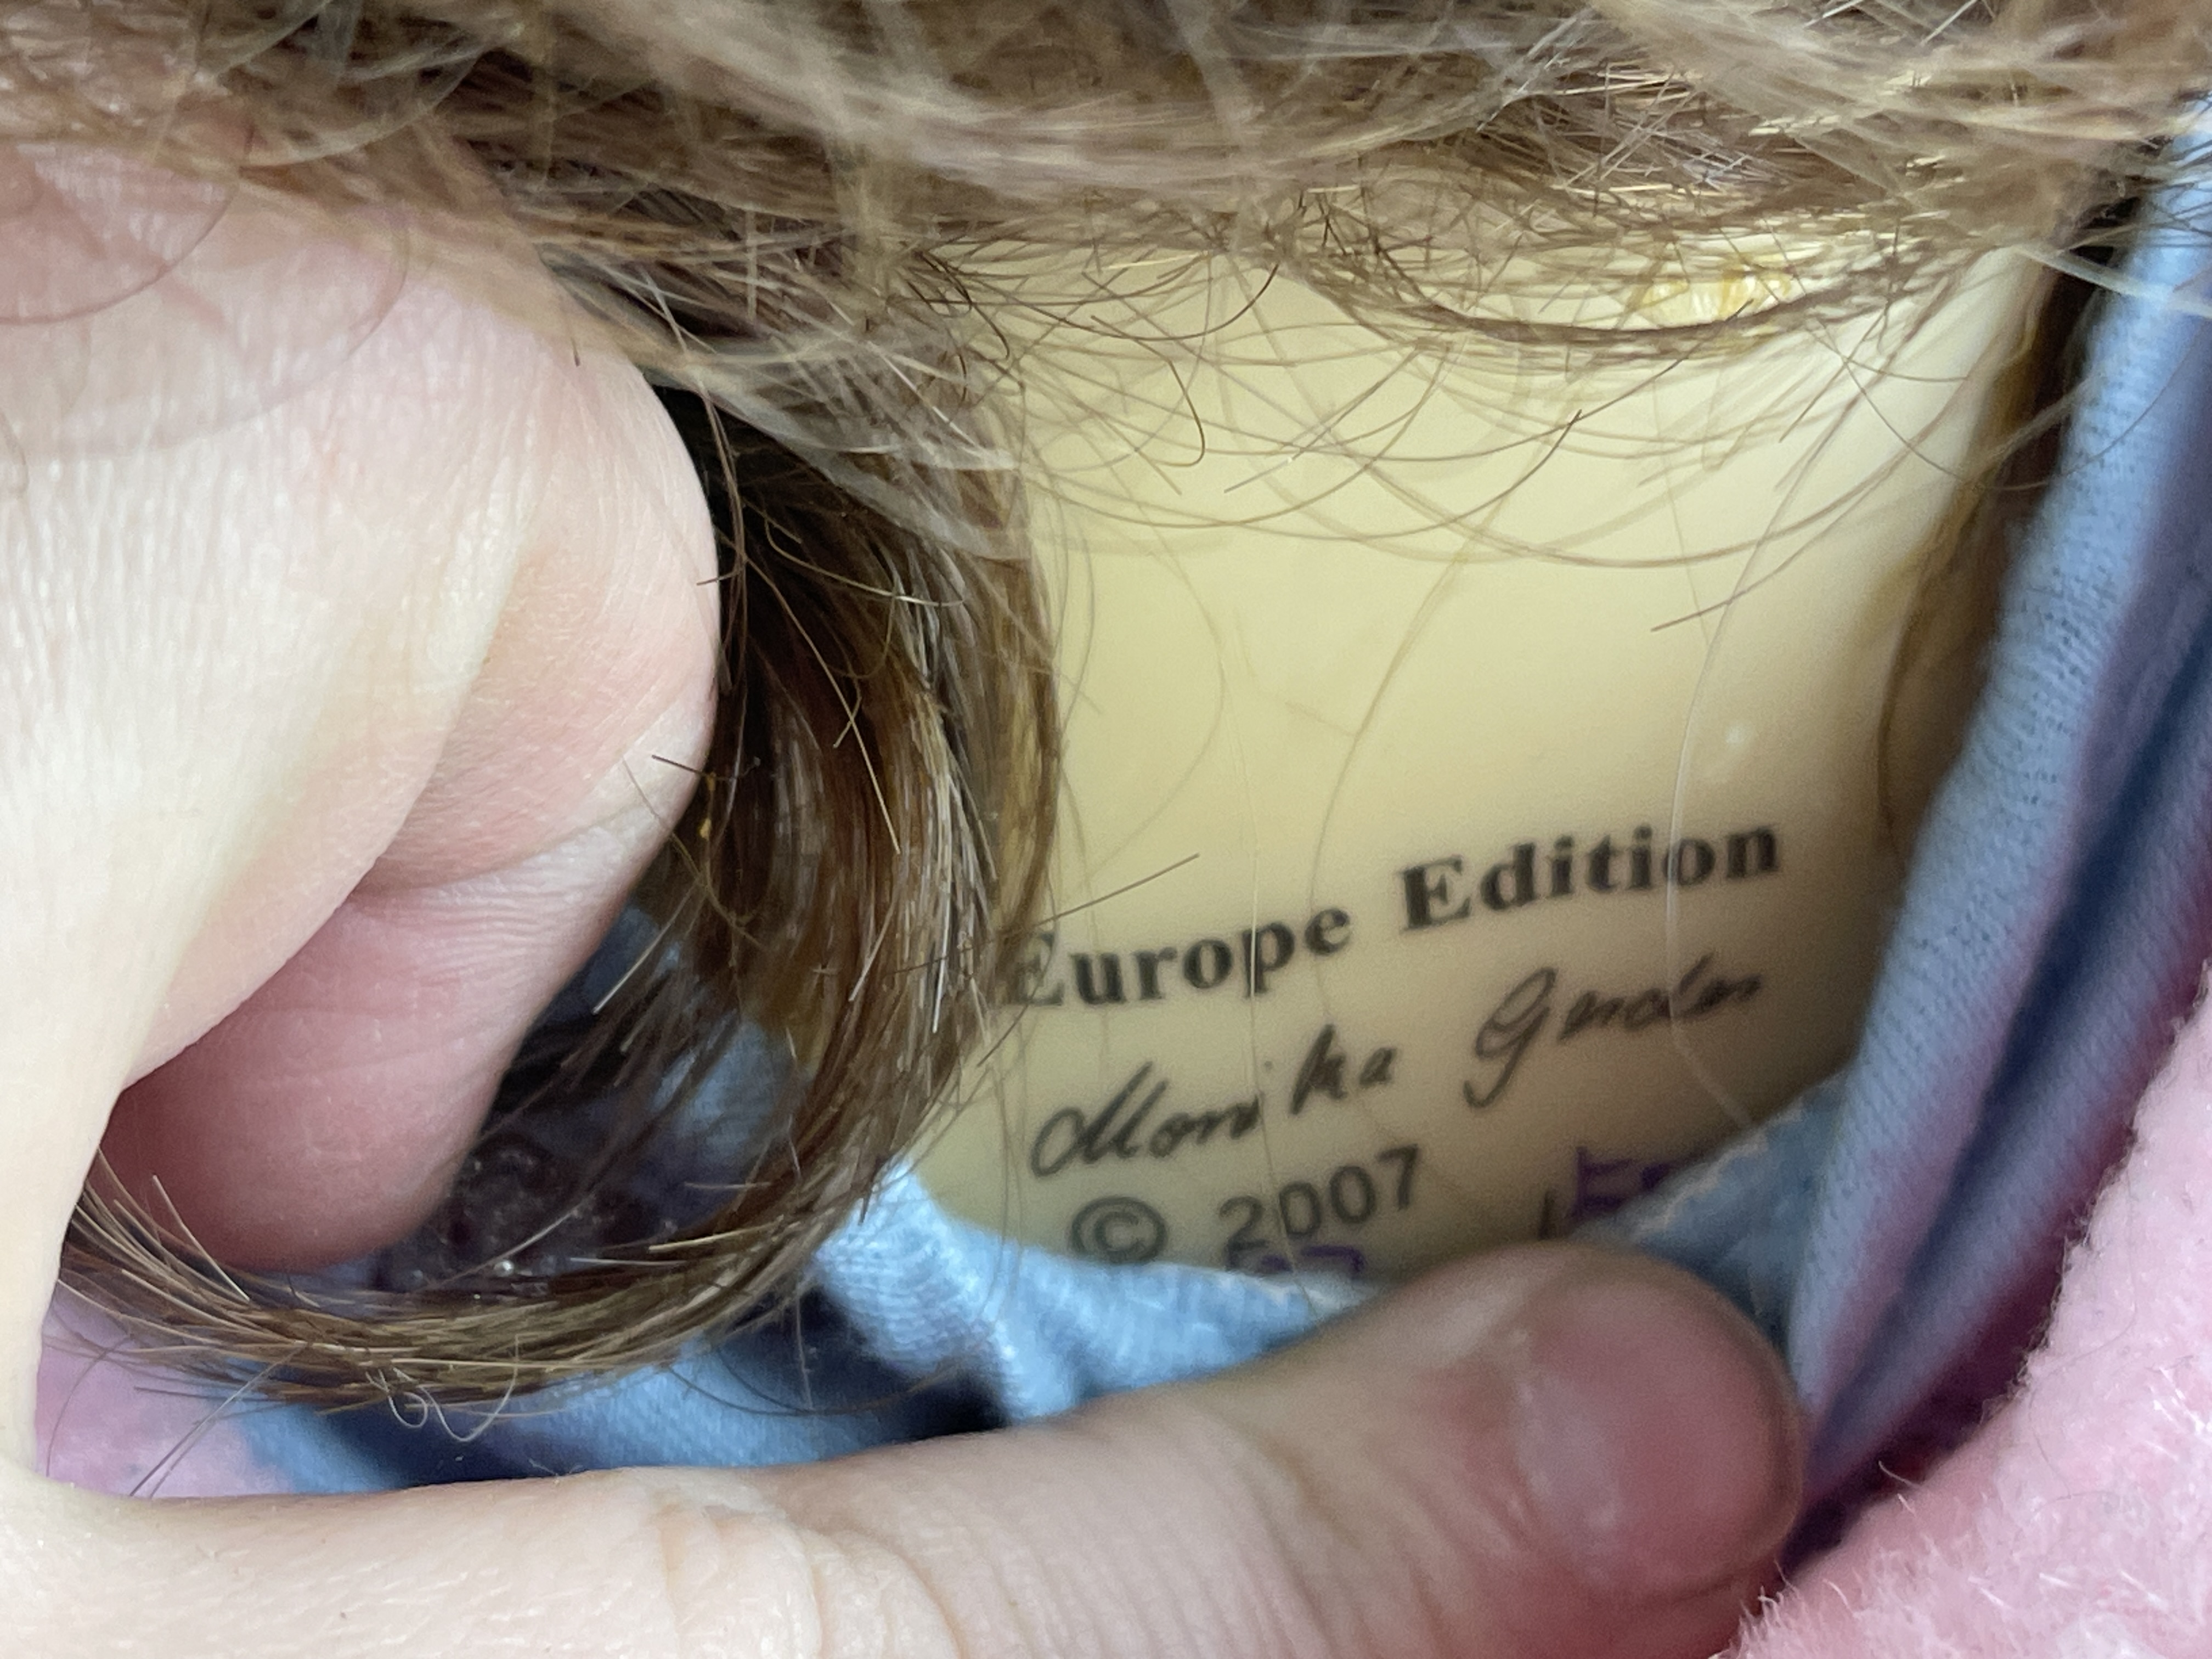 Europe Edition
Monika
© 2007